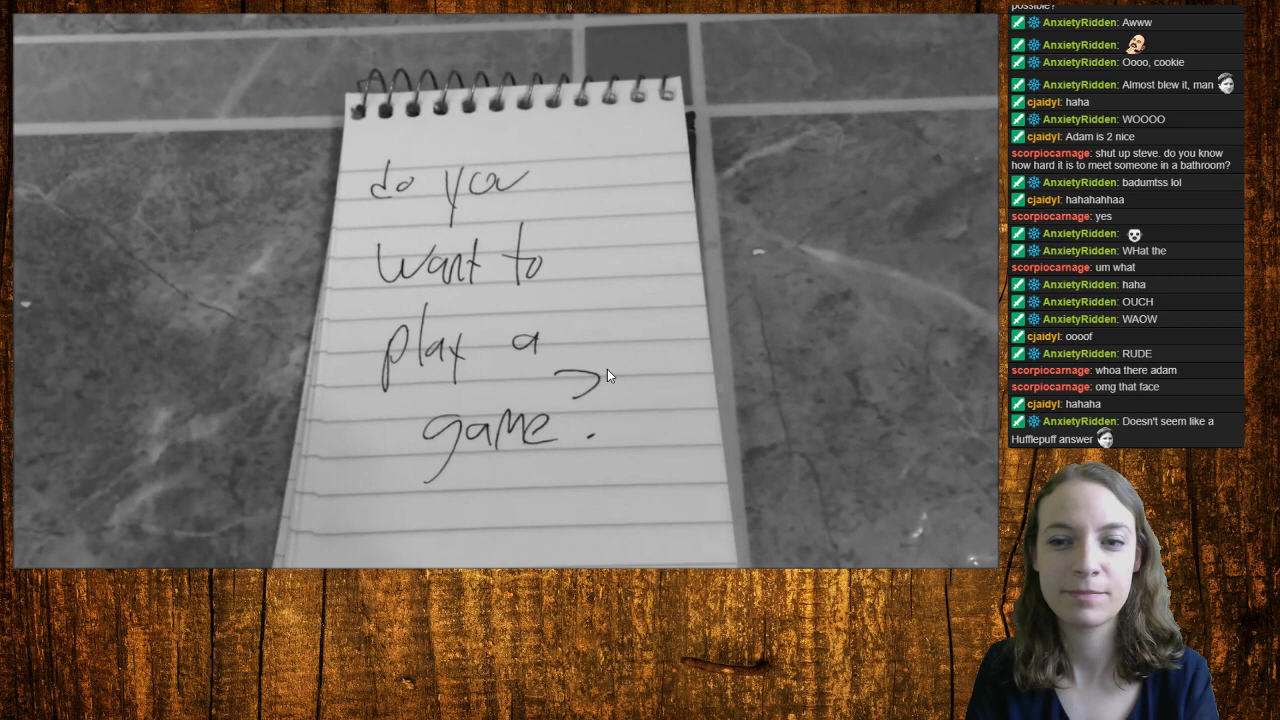 possible?
AnxietyRidden: Awww
AnxietyRidden:
AnxietyRidden: Oooo, cookie
AnxietyRidden: Almost blew it, man
cjaidyl: haha
AnxietyRidden: WOOOO
cjaidyl: Adam is 2 nice
scorpiocarnage: shut up steve. do you know
how hard it is to meet someone in a bathroom?
AnxietyRidden: badumtss lol
cjaidyl: hahahahhaa
scorpiocarnage: yes
AnxietyRidden:
AnxietyRidden: WHat the
scorpiocarnage: um what
AnxietyRidden: haha
AnxietyRidden: OUCH
AnxietyRidden: WAOW
cjaidyl: oooof
AnxietyRidden: RUDE
scorpiocarnage: whoa there adam
scorpiocarnage: omg that face
cjaidyl: hahaha
AnxietyRidden: Doesn't seem like a
Hufflepuff answer
do you
want to
play a
game?